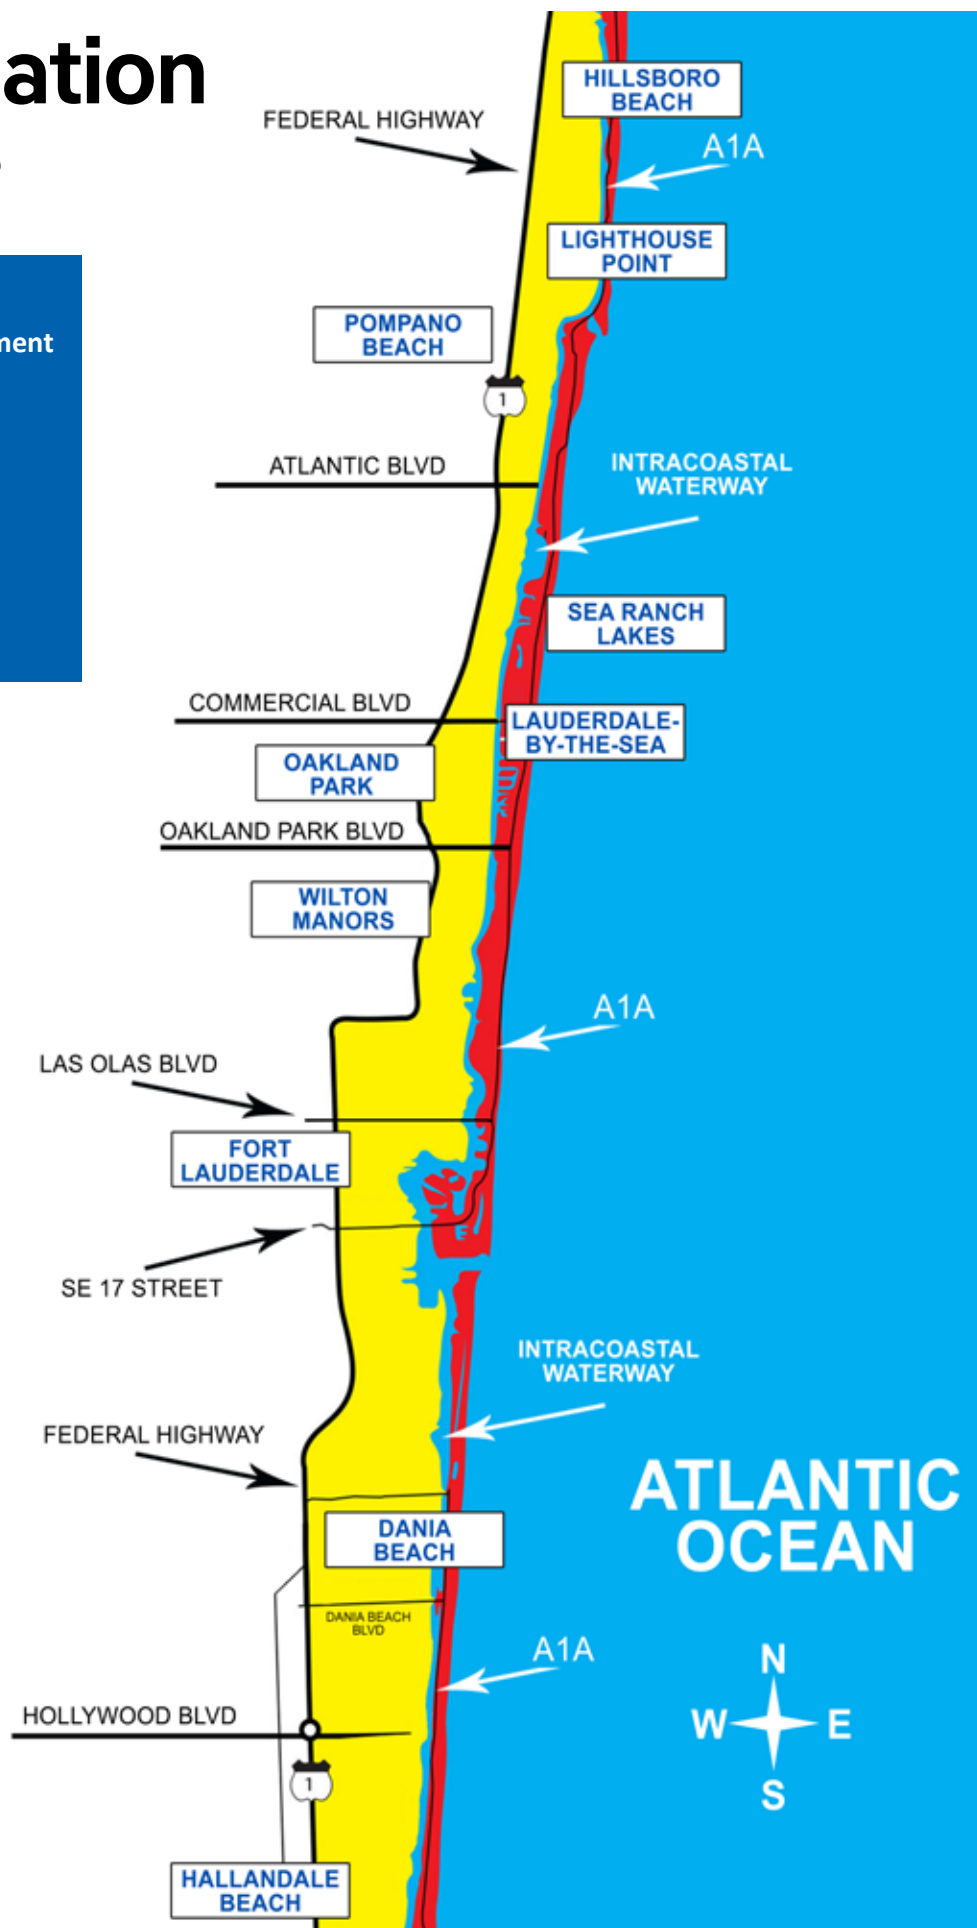 ation
HILLSBORO
BEACH
FEDERAL HIGHWAY
A1A
LIGHTHOUSE
POINT
ment
POMPANO
BEACH
1
ATLANTIC BLVD
INTRACOASTAL
WATERWAY
SEA RANCH
LAKES
COMMERCIAL BLVD
LAUDERDALE-
BY-THE-SEA
OAKLAND
PARK
OAKLAND PARK BLVD
WILTON
MANORS
A1A
LAS OLAS BLVD
FORT
LAUDERDALE
SE 17 STREET
INTRACOASTAL
WATERWAY
FEDERAL HIGHWAY
ATLANTIC
OCEAN
DANIA
BEACH
DANIA BEACH
BLVD
A1A
N
W E
S
HOLLYWOOD BLVD
1
HALLANDALE
BEACH